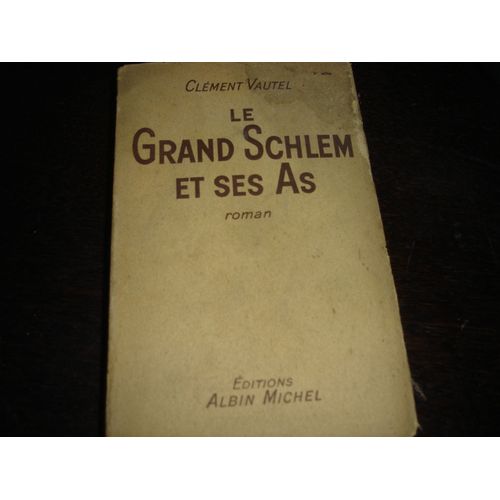 CLÉMENT VAUTEL
LE
GRAND SCHLEM
ET SES AS
roman
ÉDITIONS
ALBIN MICHEL